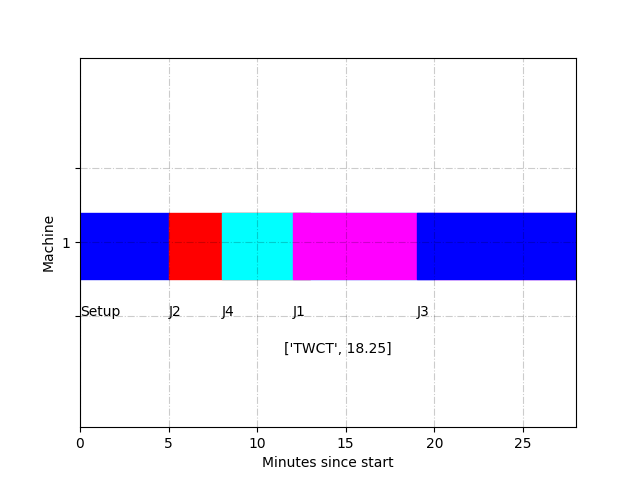 Machine
1
Setup J2 J4 J1 J3
['TWCT', 18.25]
0 5 10 15 20 25
Minutes since start